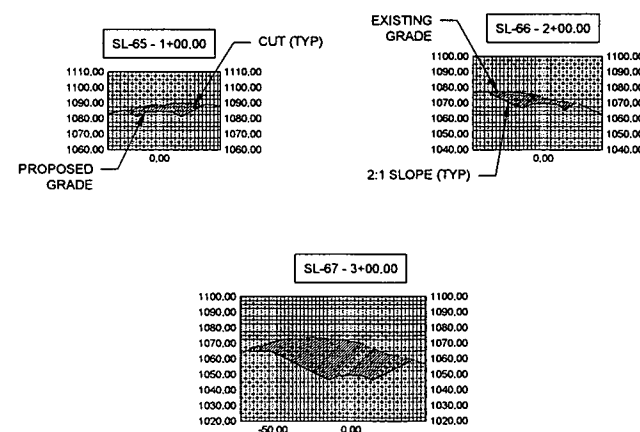 SL-65 - 1+00.00
CUT (TYP)
1110.00 1110.00
1100.00 1100.00
1090.00 1090.00
1080.00 1080.00
1070.00 1070.00
1060.00 1060.00
0.00
PROPOSED
GRADE
EXISTING
GRADE
SL-66 - 2+00.00
1100.00 1100.00
1090.00 1090.00
1080.00 1080.00
1070.00 1070.00
1060.00 1060.00
1050.00 1050.00
1040.00 1040.00
0.00
2:1 SLOPE (TYP)
SL-67 - 3+00.00
1100.00 1100.00
1090.00 1090.00
1080.00 1080.00
1070.00 1070.00
1060.00 1060.00
1050.00 1050.00
1040.00 1040.00
1030.00 1030.00
1020.00 1020.00
-50.00 0.00